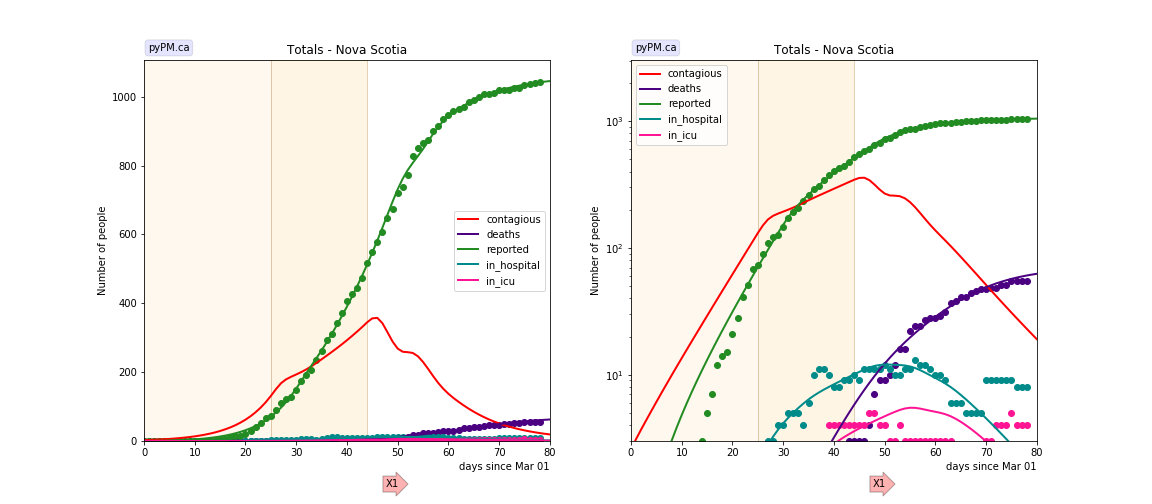 pyPM.ca
Totals - Nova Scotia
Number of people
1000
800
600
400
200
0
contagious
deaths
reported
in_hospital
in_icu
0 10 20 30 40 50 60 70 80
days since Mar 01
X1
pyPM.ca
Totals - Nova Scotia
Number of people
10³
10²
10¹
contagious
deaths
reported
in_hospital
in_icu
0 10 20 30 40 50 60 70 80
days since Mar 01
X1